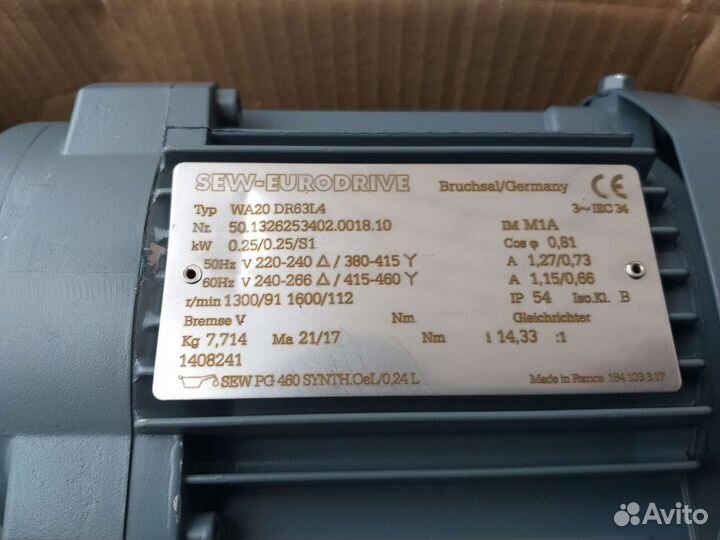 SEW-EURODRIVE Bruchsal/Germany CE
Typ WA20 DR63L4 3~ IEC 34
Nr. 50.1326253402.0018.10 IM M1A
kW 0.25/0.25/S1 Cos φ 0,81
50Hz V 220-240 Δ / 380-415 Y A 1,27/0,73
60Hz V 240-266 Δ / 415-460 Y A 1,15/0,66
r/min 1300/91 1600/112 IP 54 Iso.Kl. B
Bremse V Nm Gleichrichter
Kg 7,714 Ma 21/17 Nm i 14,33 :1
1408241
SEW PG 460 SYNTH.OeL/0,24 L Made in France 184 103 3.17
Avito